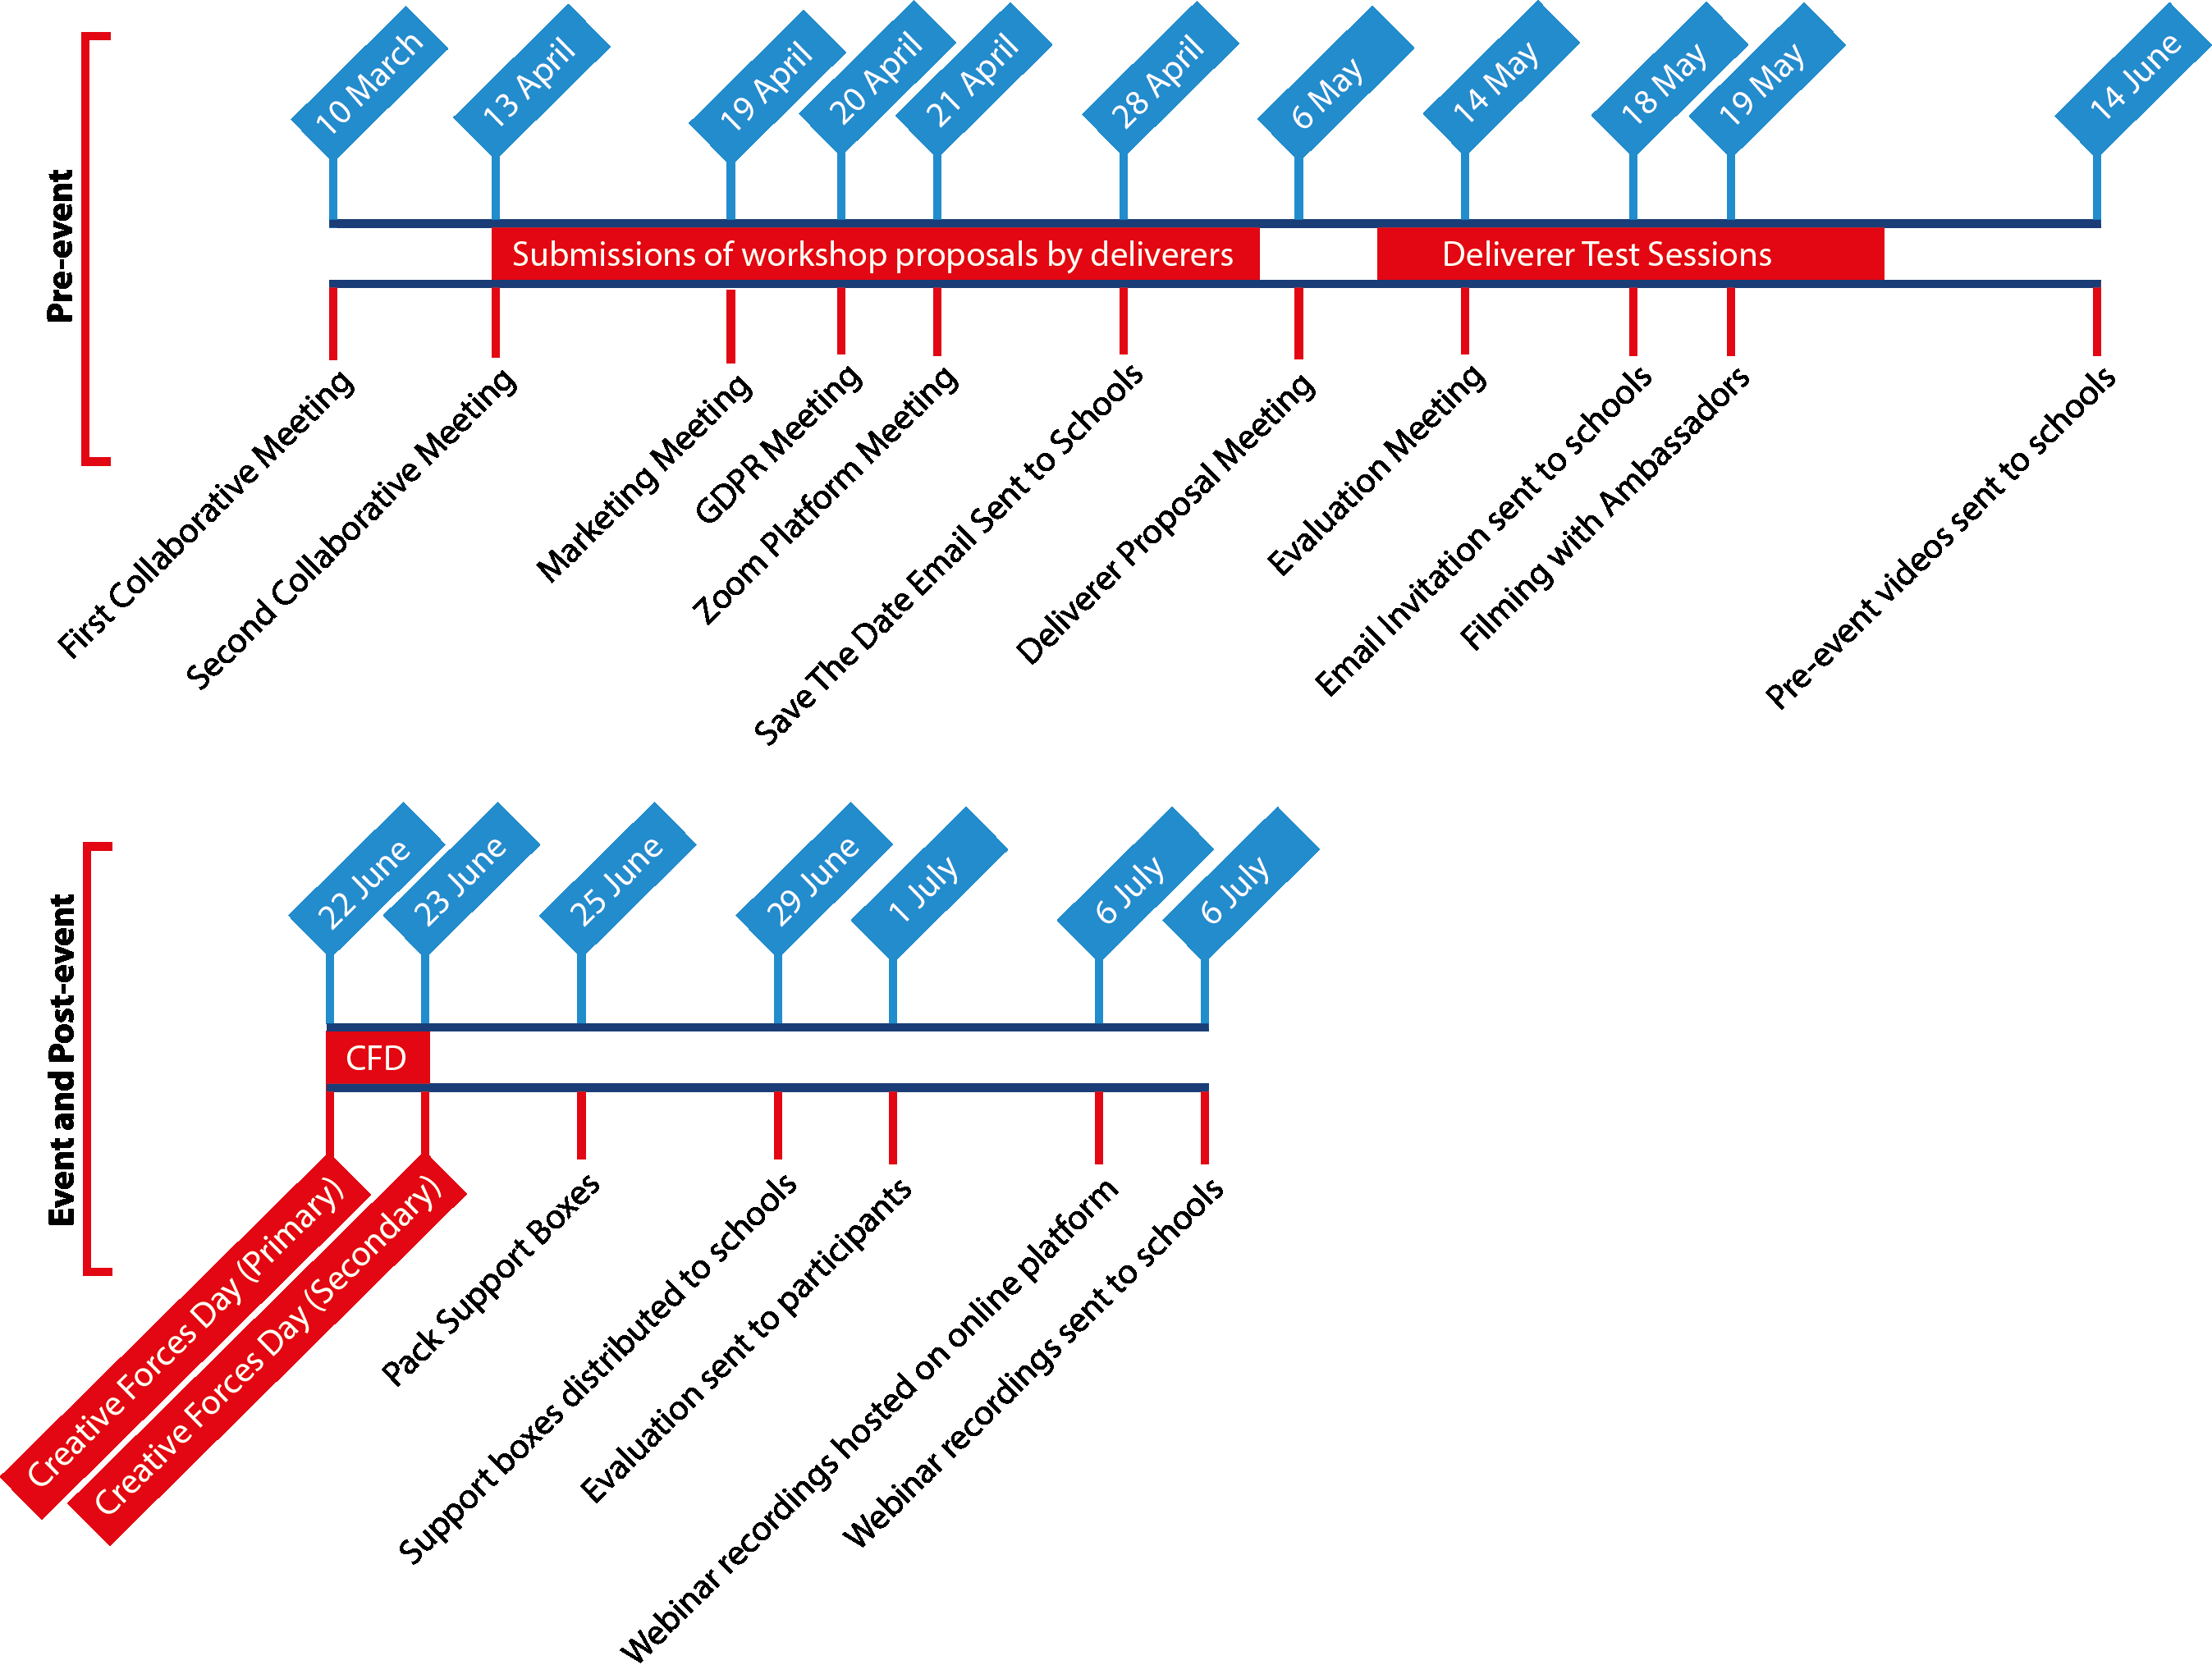 Pre-event
10 March
13 April
19 April
20 April
21 April
28 April
6 May
14 May
18 May
19 May
14 June
Submissions of workshop proposals by deliverers
Deliverer Test Sessions
First Collaborative Meeting
Second Collaborative Meeting
Marketing Meeting
GDPR Meeting
Zoom Platform Meeting
Save The Date Email Sent to Schools
Deliverer Proposal Meeting
Evaluation Meeting
Email Invitation sent to schools
Filming with Ambassadors
Pre-event videos sent to schools
Event and Post-event
22 June
23 June
25 June
29 June
1 July
6 July
6 July
CFD
Creative Forces Day (Primary)
Creative Forces Day (Secondary)
Pack Support Boxes
Support boxes distributed to schools
Evaluation sent to participants
Webinar recordings hosted on online platform
Webinar recordings sent to schools